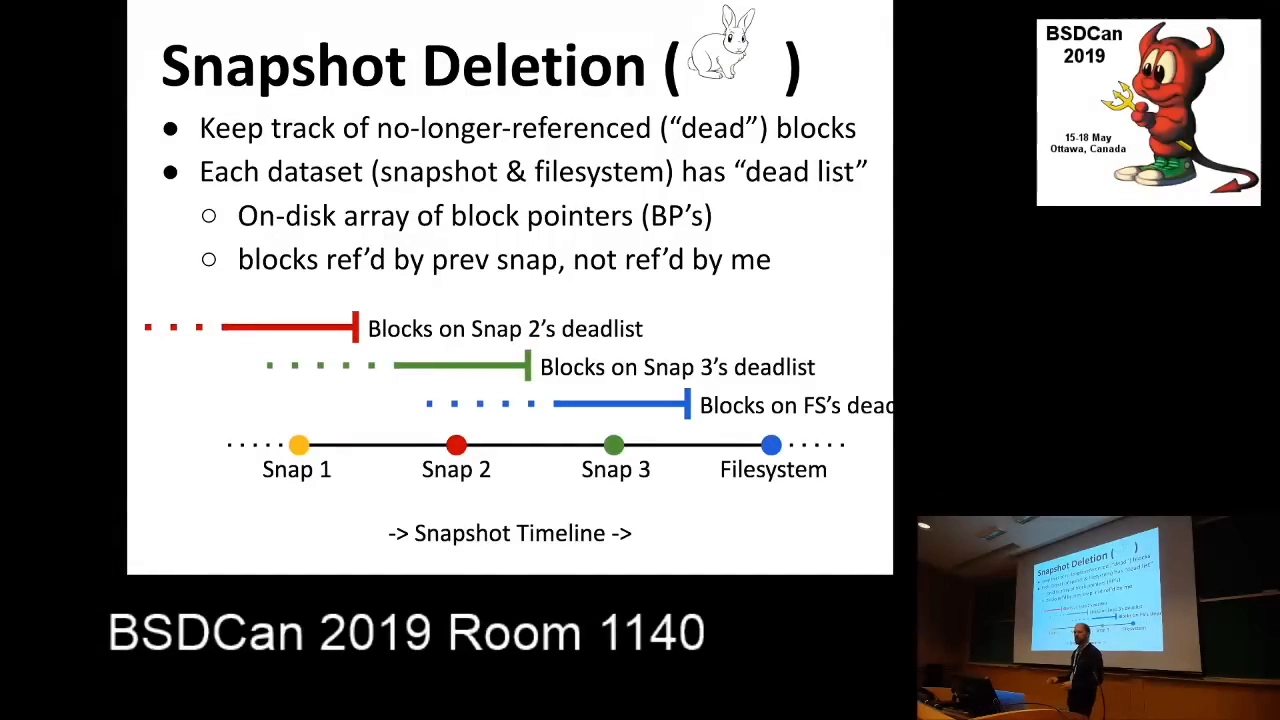 Snapshot Deletion ( )
● Keep track of no-longer-referenced (“dead”) blocks
● Each dataset (snapshot & filesystem) has “dead list”
○ On-disk array of block pointers (BP’s)
○ blocks ref’d by prev snap, not ref’d by me
Blocks on Snap 2’s deadlist
Blocks on Snap 3’s deadlist
Blocks on FS’s dead
Snap 1 Snap 2 Snap 3 Filesystem
-> Snapshot Timeline ->
BSDCan
2019
15-18 May
Ottawa, Canada
BSDCan 2019 Room 1140
Snapshot Deletion ( )